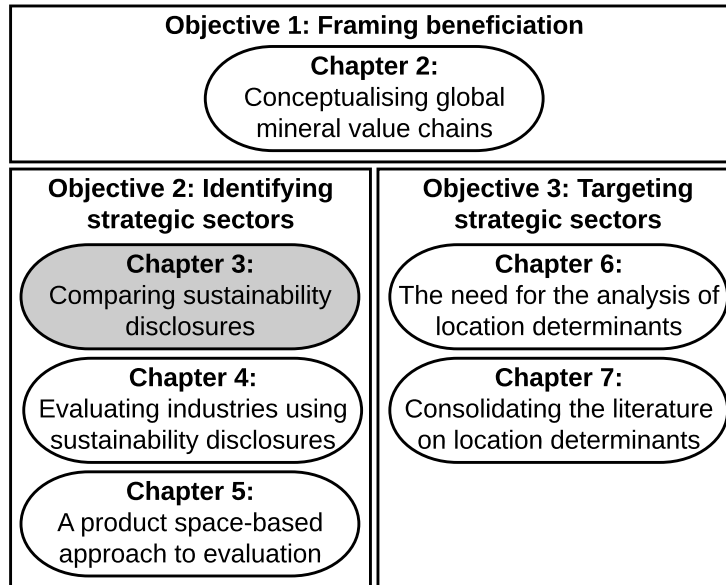 Objective 1: Framing beneficiation
Chapter 2:
Conceptualising global
mineral value chains
Objective 2: Identifying
strategic sectors
Chapter 3:
Comparing sustainability
disclosures
Chapter 4:
Evaluating industries using
sustainability disclosures
Chapter 5:
A product space-based
approach to evaluation
Objective 3: Targeting
strategic sectors
Chapter 6:
The need for the analysis of
location determinants
Chapter 7:
Consolidating the literature
on location determinants